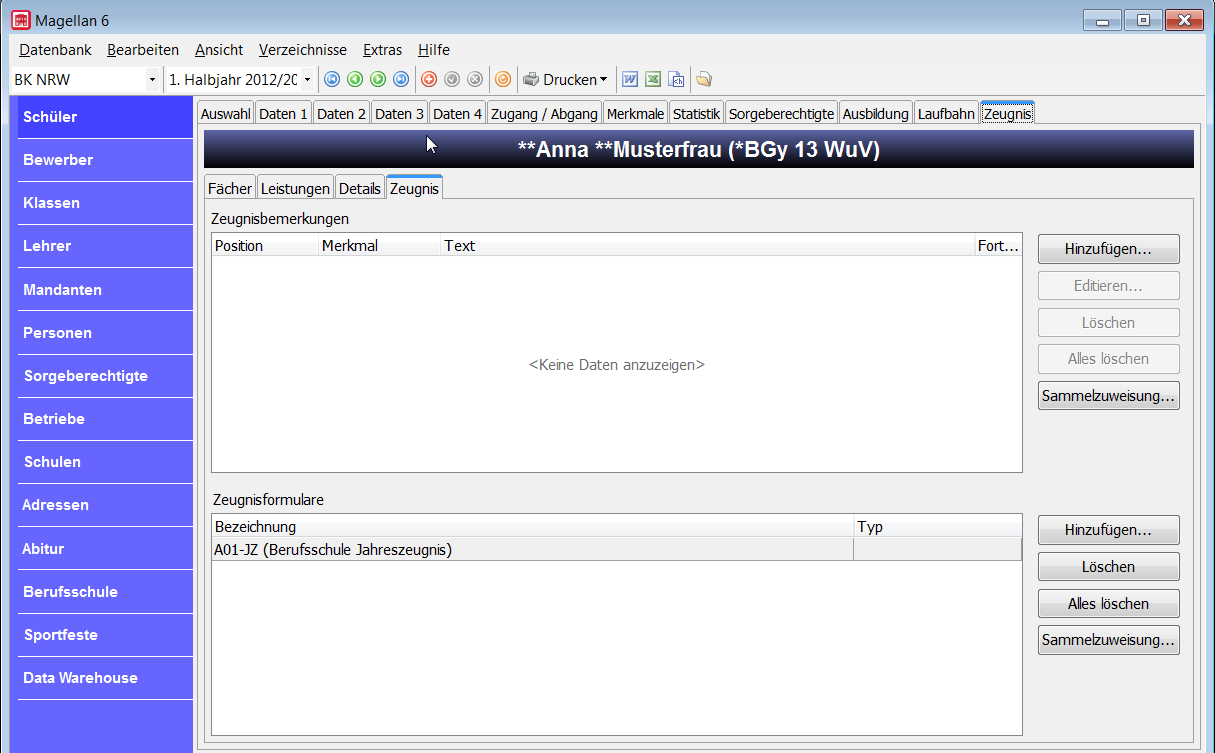 Magellan 6
Datenbank Bearbeiten Ansicht Verzeichnisse Extras Hilfe
BK NRW 1. Halbjahr 2012/20 Drucken
Schüler
Bewerber
Klassen
Lehrer
Mandanten
Personen
Sorgeberechtigte
Betriebe
Schulen
Adressen
Abitur
Berufsschule
Sportfeste
Data Warehouse
Auswahl Daten 1 Daten 2 Daten 3 Daten 4 Zugang / Abgang Merkmale Statistik Sorgeberechtigte Ausbildung Laufbahn Zeugnis
**Anna **Musterfrau (*BGy 13 WuV)
Fächer Leistungen Details Zeugnis
Zeugnisbemerkungen
Position Merkmal Text Fort...
<Keine Daten anzuzeigen>
Hinzufügen...
Editieren...
Löschen
Alles löschen
Sammelzuweisung...
Zeugnisformulare
Bezeichnung Typ
A01-JZ (Berufsschule Jahreszeugnis)
Hinzufügen...
Löschen
Alles löschen
Sammelzuweisung...